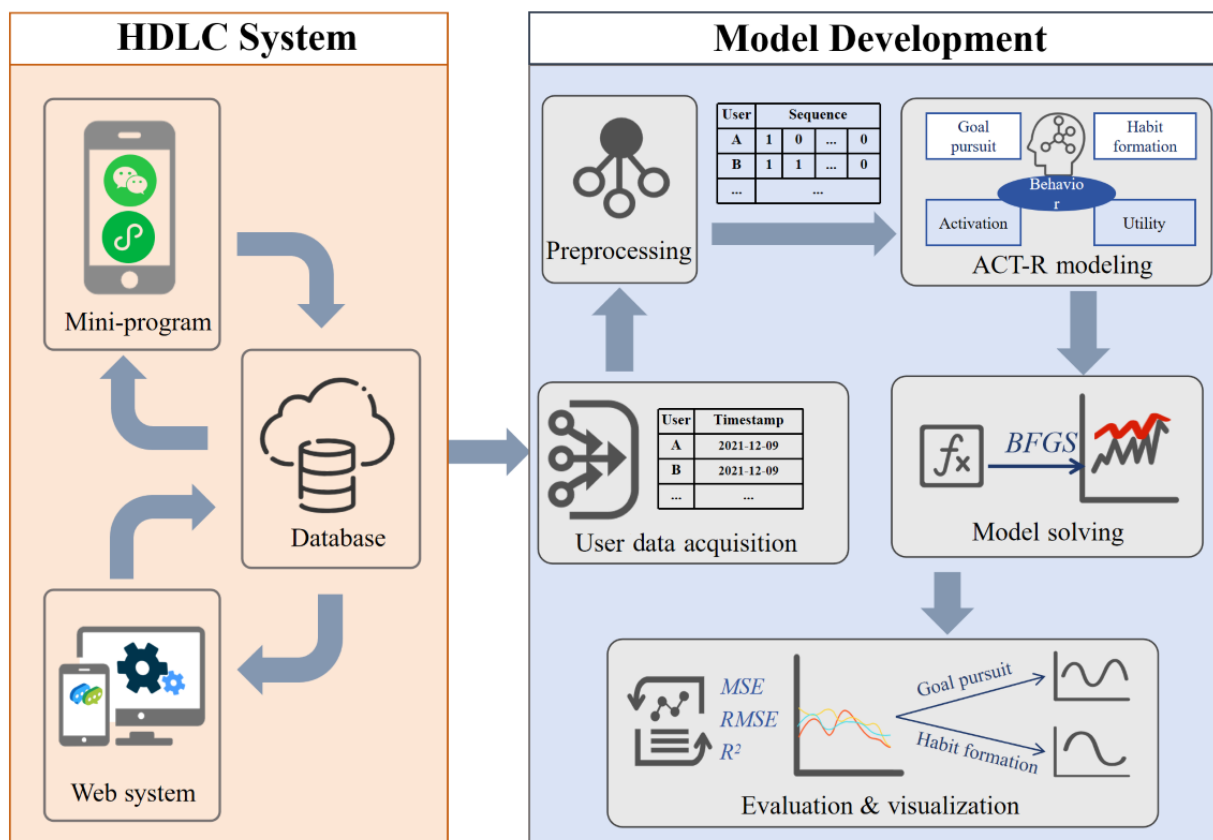 HDLC System
Mini-program
Database
Web system
Model Development
Preprocessing
User Sequence
A 1 0 ... 0
B 1 1 ... 0
... ...
Goal
pursuit
Habit
formation
Behavio
r
Activation
Utility
ACT-R modeling
User Timestamp
A 2021-12-09
B 2021-12-09
... ...
User data acquisition
fx
BFGS
Model solving
MSE
RMSE
R²
Goal pursuit
Habit formation
Evaluation & visualization